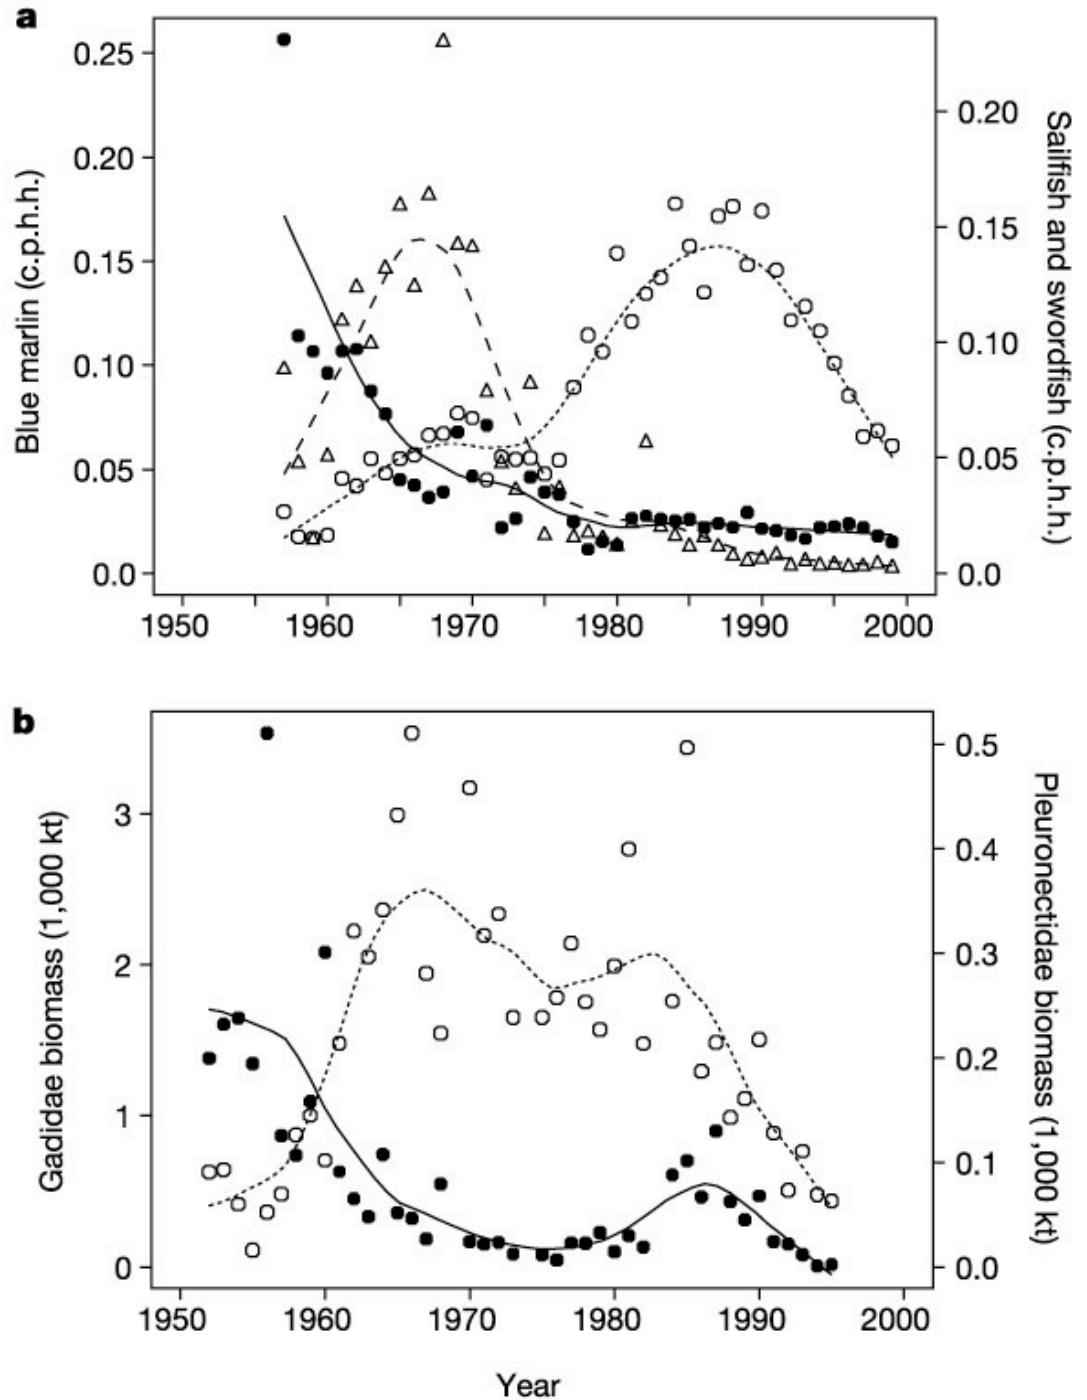 a
Blue marlin (c.p.h.h.)
0.25
0.20
0.15
0.10
0.05
0.0
Sailfish and swordfish (c.p.h.h.)
0.20
0.15
0.10
0.05
0.0
1950 1960 1970 1980 1990 2000
b
Gadidae biomass (1,000 kt)
3
2
1
0
Pleuronectidae biomass (1,000 kt)
0.5
0.4
0.3
0.2
0.1
0.0
1950 1960 1970 1980 1990 2000
Year